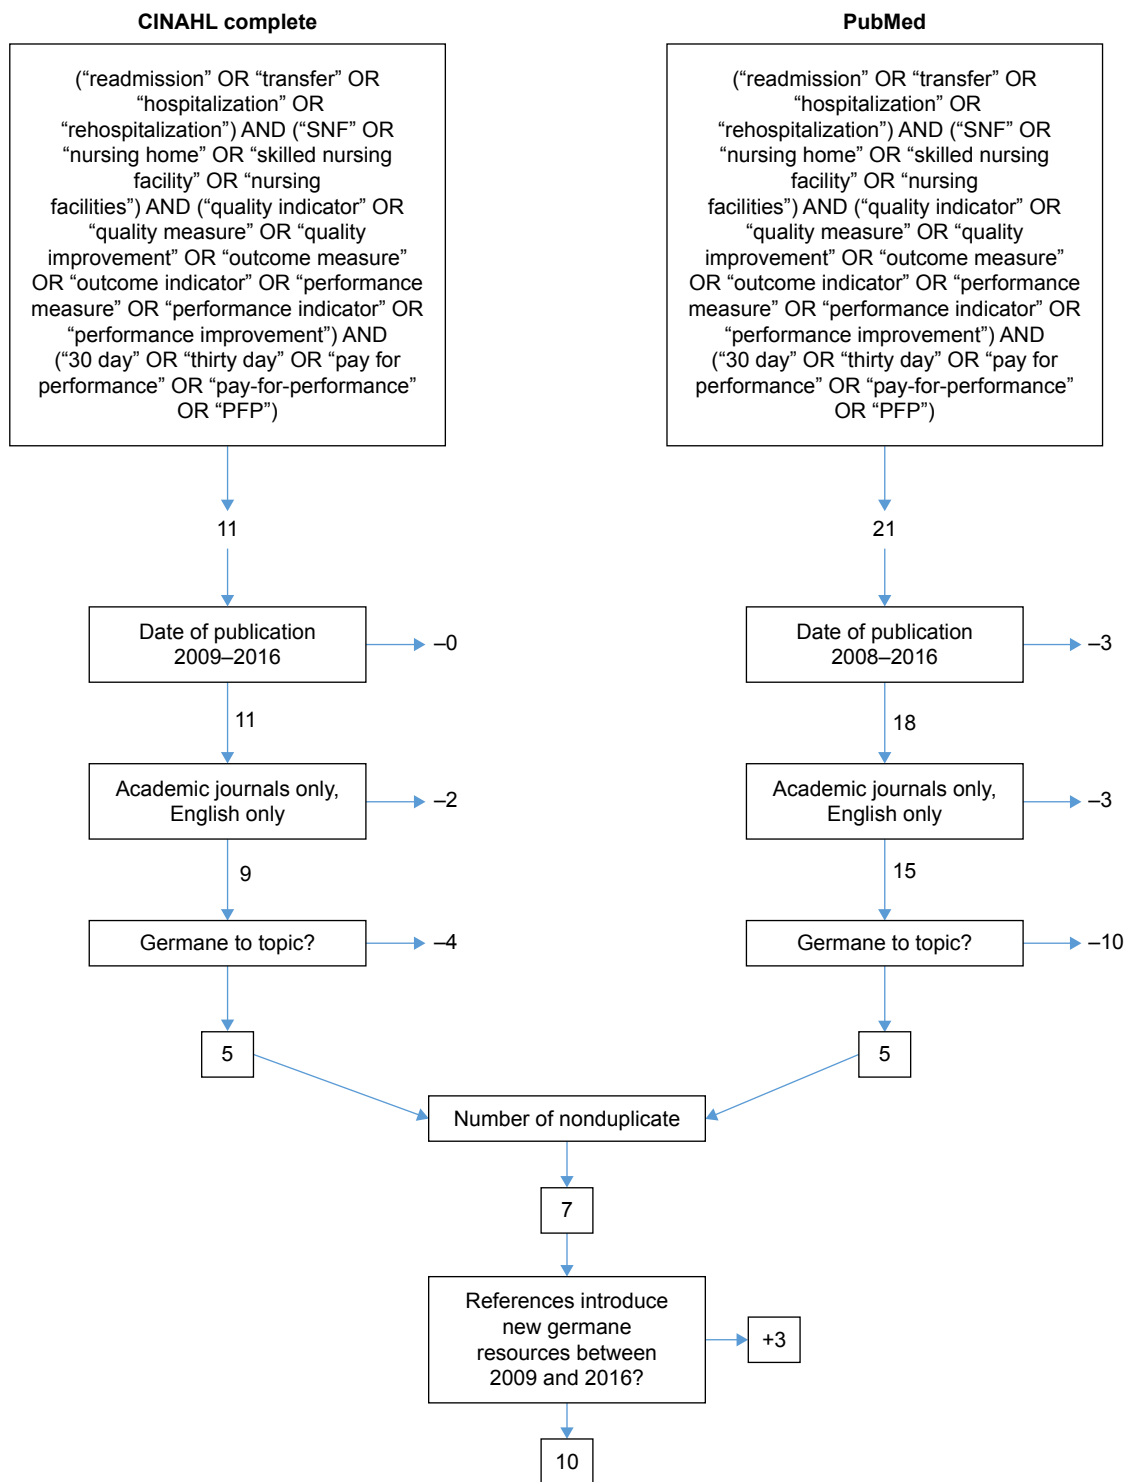 CINAHL complete
(“readmission” OR “transfer” OR
“hospitalization” OR
“rehospitalization”) AND (“SNF” OR
“nursing home” OR “skilled nursing
facility” OR “nursing
facilities”) AND (“quality indicator” OR
“quality measure” OR “quality
improvement” OR “outcome measure”
OR “outcome indicator” OR “performance
measure” OR “performance indicator” OR
“performance improvement”) AND
(“30 day” OR “thirty day” OR “pay for
performance” OR “pay-for-performance”
OR “PFP”)
11
Date of publication
2009–2016
–0
11
Academic journals only,
English only
–2
9
Germane to topic?
–4
5
PubMed
(“readmission” OR “transfer” OR
“hospitalization” OR
“rehospitalization”) AND (“SNF” OR
“nursing home” OR “skilled nursing
facility” OR “nursing
facilities”) AND (“quality indicator” OR
“quality measure” OR “quality
improvement” OR “outcome measure”
OR “outcome indicator” OR “performance
measure” OR “performance indicator” OR
“performance improvement”) AND
(“30 day” OR “thirty day” OR “pay for
performance” OR “pay-for-performance”
OR “PFP”)
21
Date of publication
2008–2016
–3
18
Academic journals only,
English only
–3
15
Germane to topic?
–10
5
Number of nonduplicate
7
References introduce
new germane
resources between
2009 and 2016?
+3
10